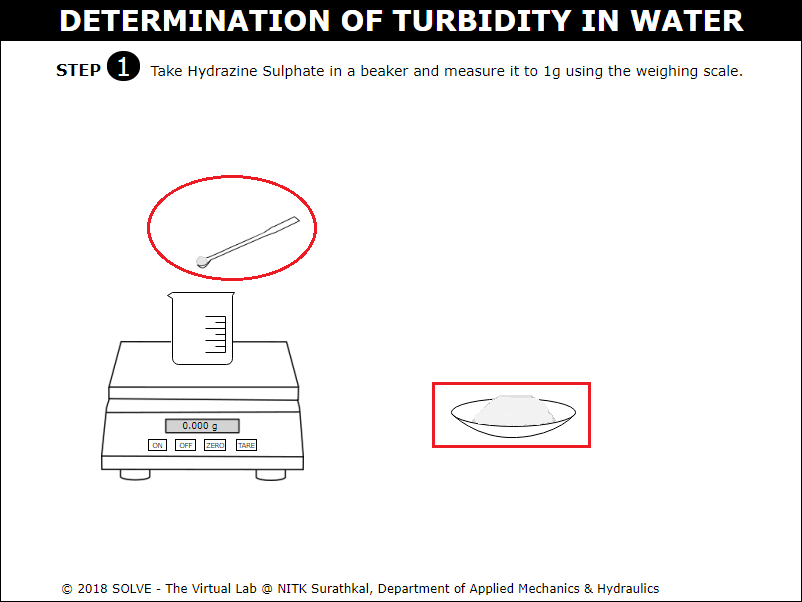 DETERMINATION OF TURBIDITY IN WATER
STEP 1 Take Hydrazine Sulphate in a beaker and measure it to 1g using the weighing scale.
0.000 g
ON OFF ZERO TARE
© 2018 SOLVE - The Virtual Lab @ NITK Surathkal, Department of Applied Mechanics & Hydraulics